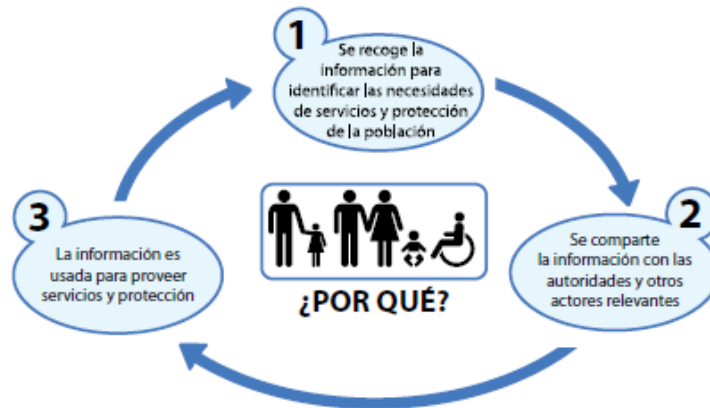 1
Se recoge la
información para
identificar las necesidades
de servicios y protección
de la población
2
Se comparte
la información con las
autoridades y otros
actores relevantes
3
La información es
usada para proveer
servicios y protección
¿POR QUÉ?